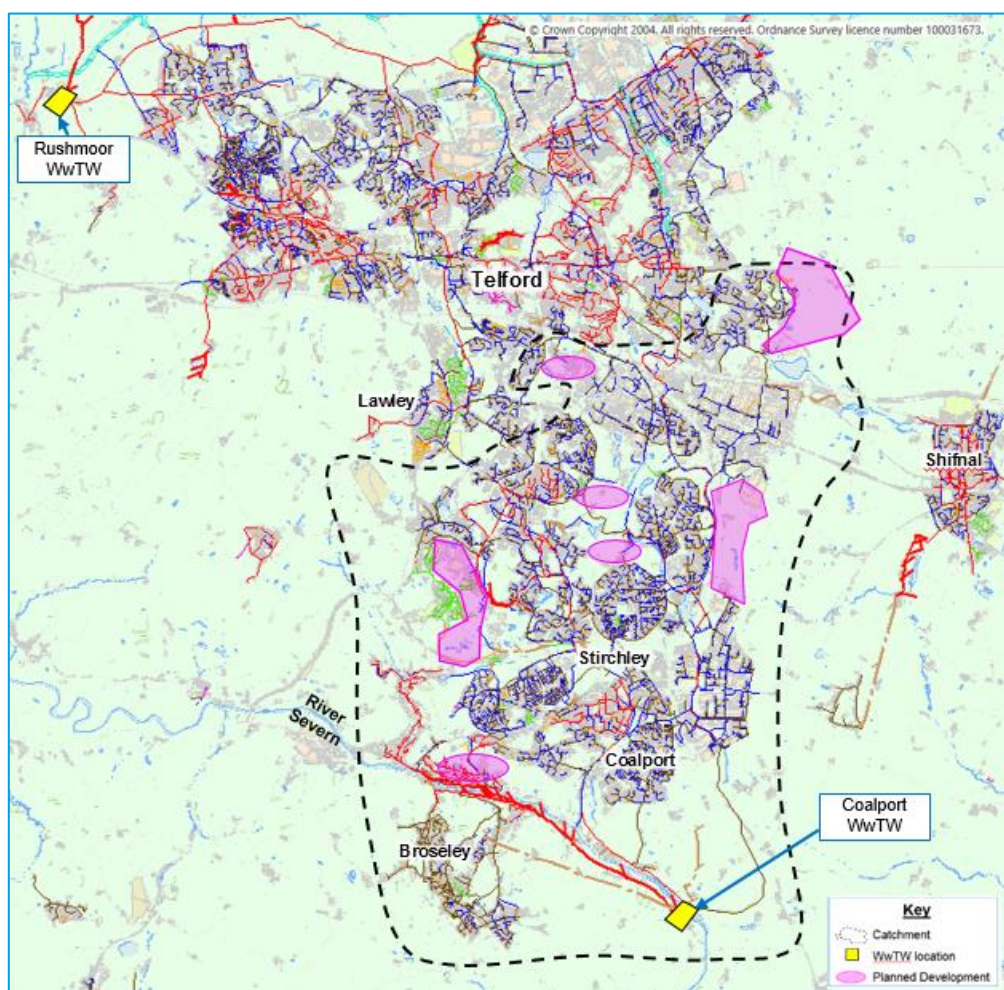 © Crown Copyright 2004. All rights reserved. Ordnance Survey licence number 100031673.
Rushmoor
WwTW
Telford
Lawley
Shifnal
Stirchley
River
Severn
Coalport
Broseley
Coalport
WwTW
Key
Catchment
WwTW location
Planned Development